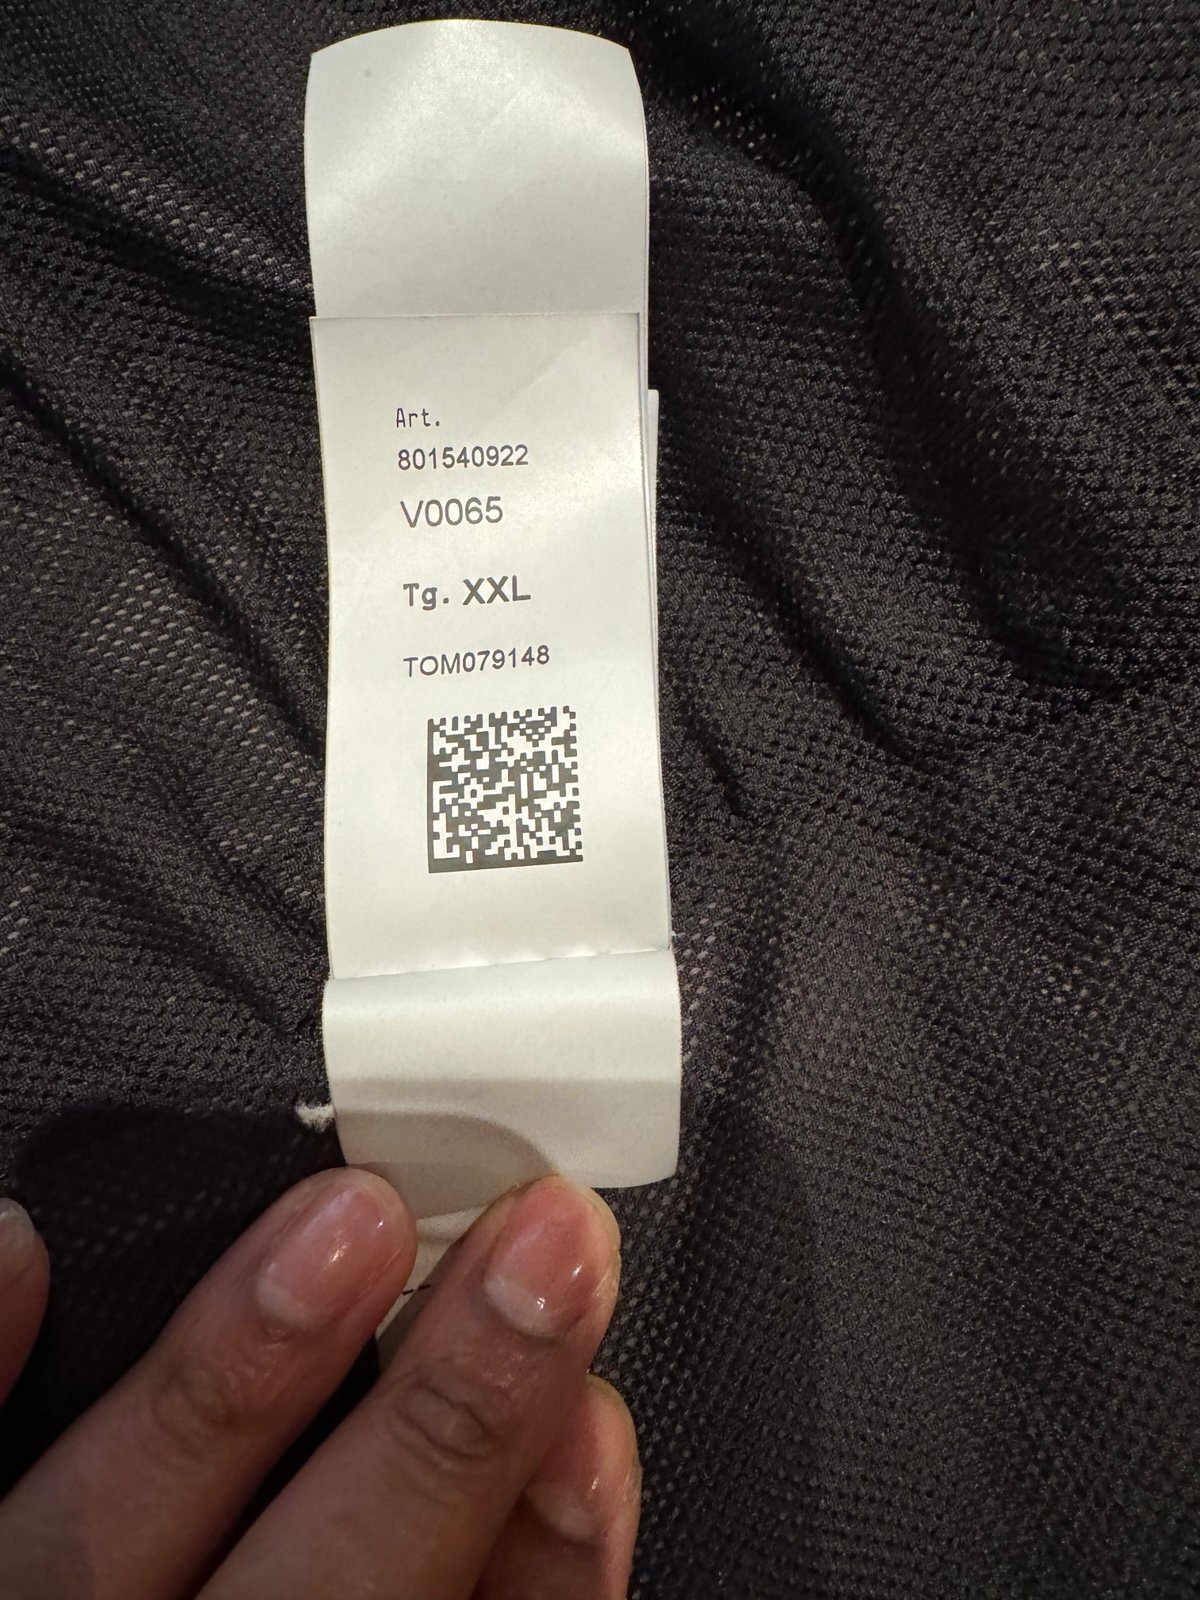 Art.
801540922
V0065
Tg. XXL
TOM079148